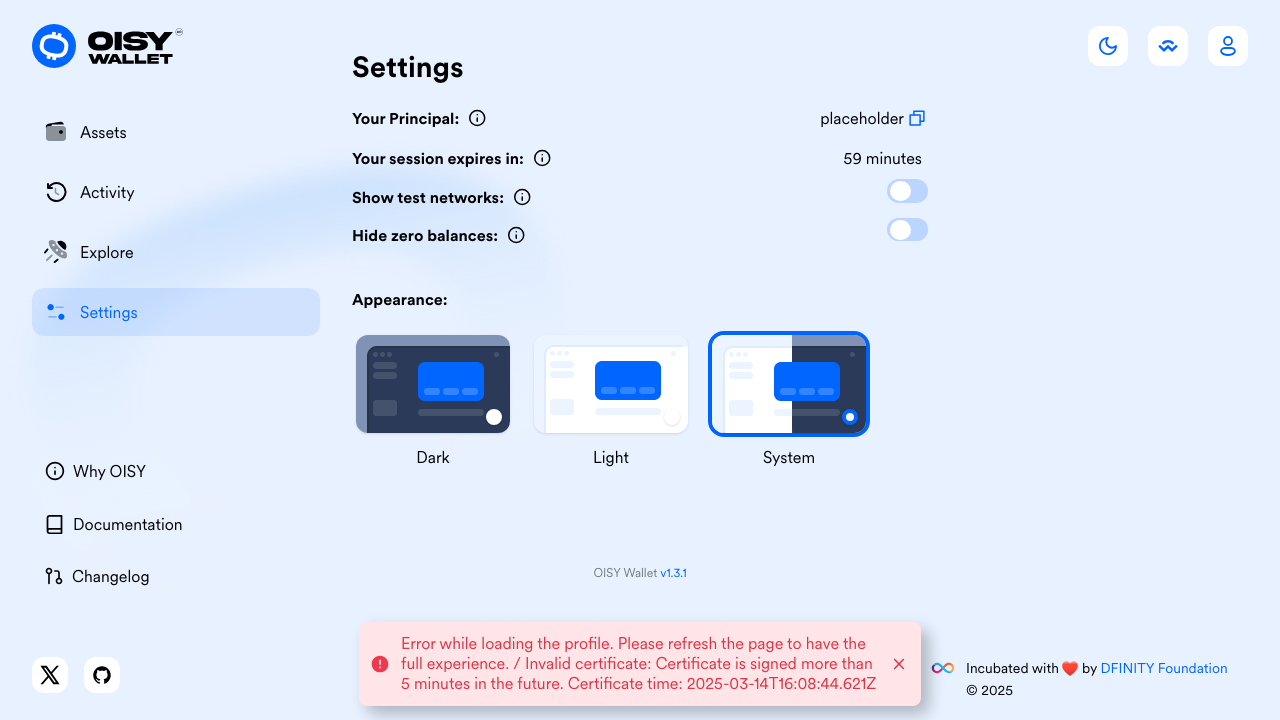 OISY
WALLET
Settings
Assets
Activity
Explore
Settings
Your Principal:
placeholder
Your session expires in:
59 minutes
Show test networks:
Hide zero balances:
Appearance:
Dark
Light
System
Why OISY
Documentation
Changelog
OISY Wallet v1.3.1
Error while loading the profile. Please refresh the page to have the
full experience. / Invalid certificate: Certificate is signed more than
5 minutes in the future. Certificate time: 2025-03-14T16:08:44.621Z
Incubated with ❤️ by DFINITY Foundation
© 2025